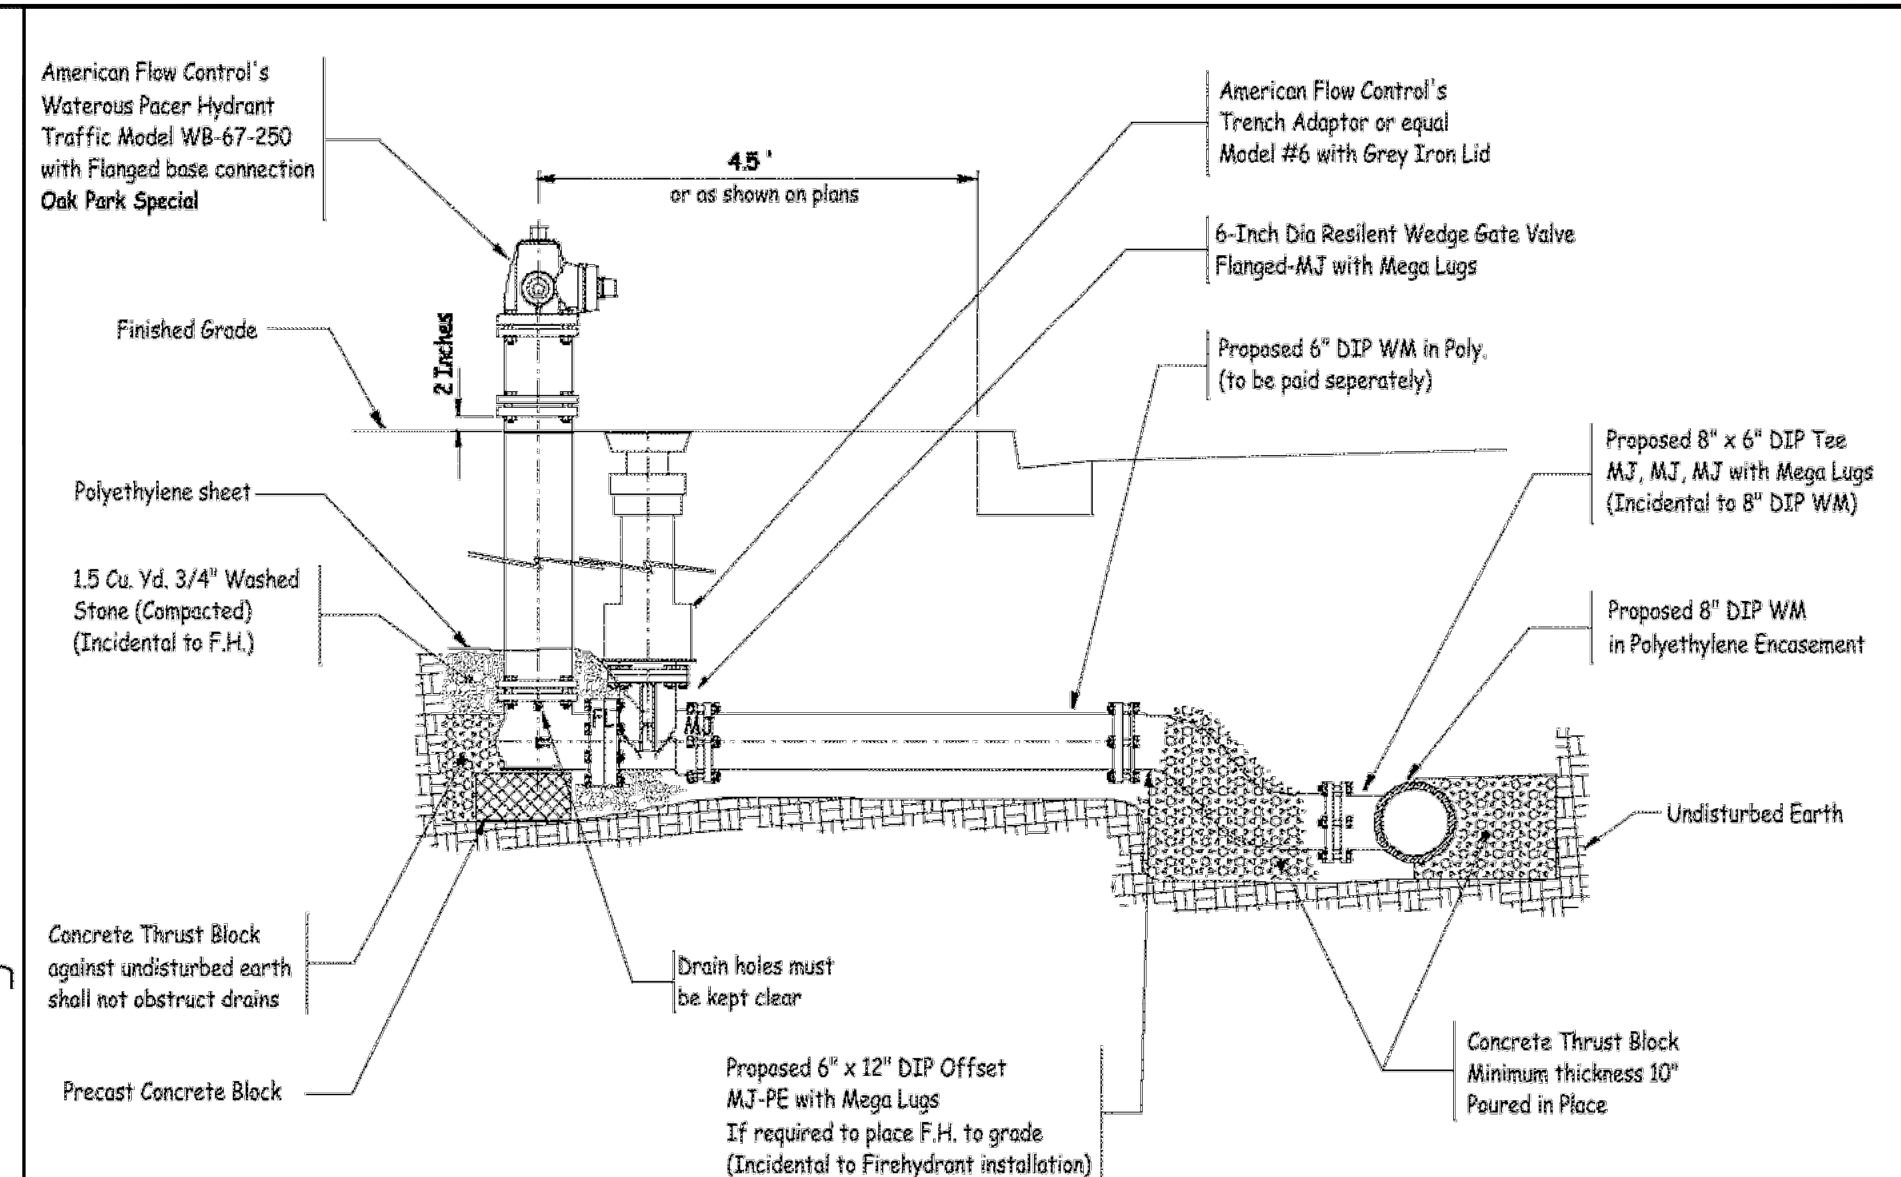 American Flow Control's
Waterous Pacer Hydrant
Traffic Model WB-67-250
with Flanged base connection
Oak Park Special
4.5 '
or as shown on plans
American Flow Control's
Trench Adaptor or equal
Model #6 with Grey Iron Lid
6-Inch Dia Resilent Wedge Gate Valve
Flanged-MJ with Mega Lugs
Finished Grade
2 Inches
Proposed 6" DIP WM in Poly.
(to be paid seperately)
Proposed 8" x 6" DIP Tee
MJ, MJ, MJ with Mega Lugs
(Incidental to 8" DIP WM)
Polyethylene sheet
1.5 Cu. Yd. 3/4" Washed
Stone (Compacted)
(Incidental to F.H.)
Proposed 8" DIP WM
in Polyethylene Encasement
FL
MJ
Undisturbed Earth
Concrete Thrust Block
against undisturbed earth
shall not obstruct drains
Drain holes must
be kept clear
Precast Concrete Block
Proposed 6" x 12" DIP Offset
MJ-PE with Mega Lugs
If required to place F.H. to grade
(Incidental to Firehydrant installation)
Concrete Thrust Block
Minimum thickness 10"
Poured in Place